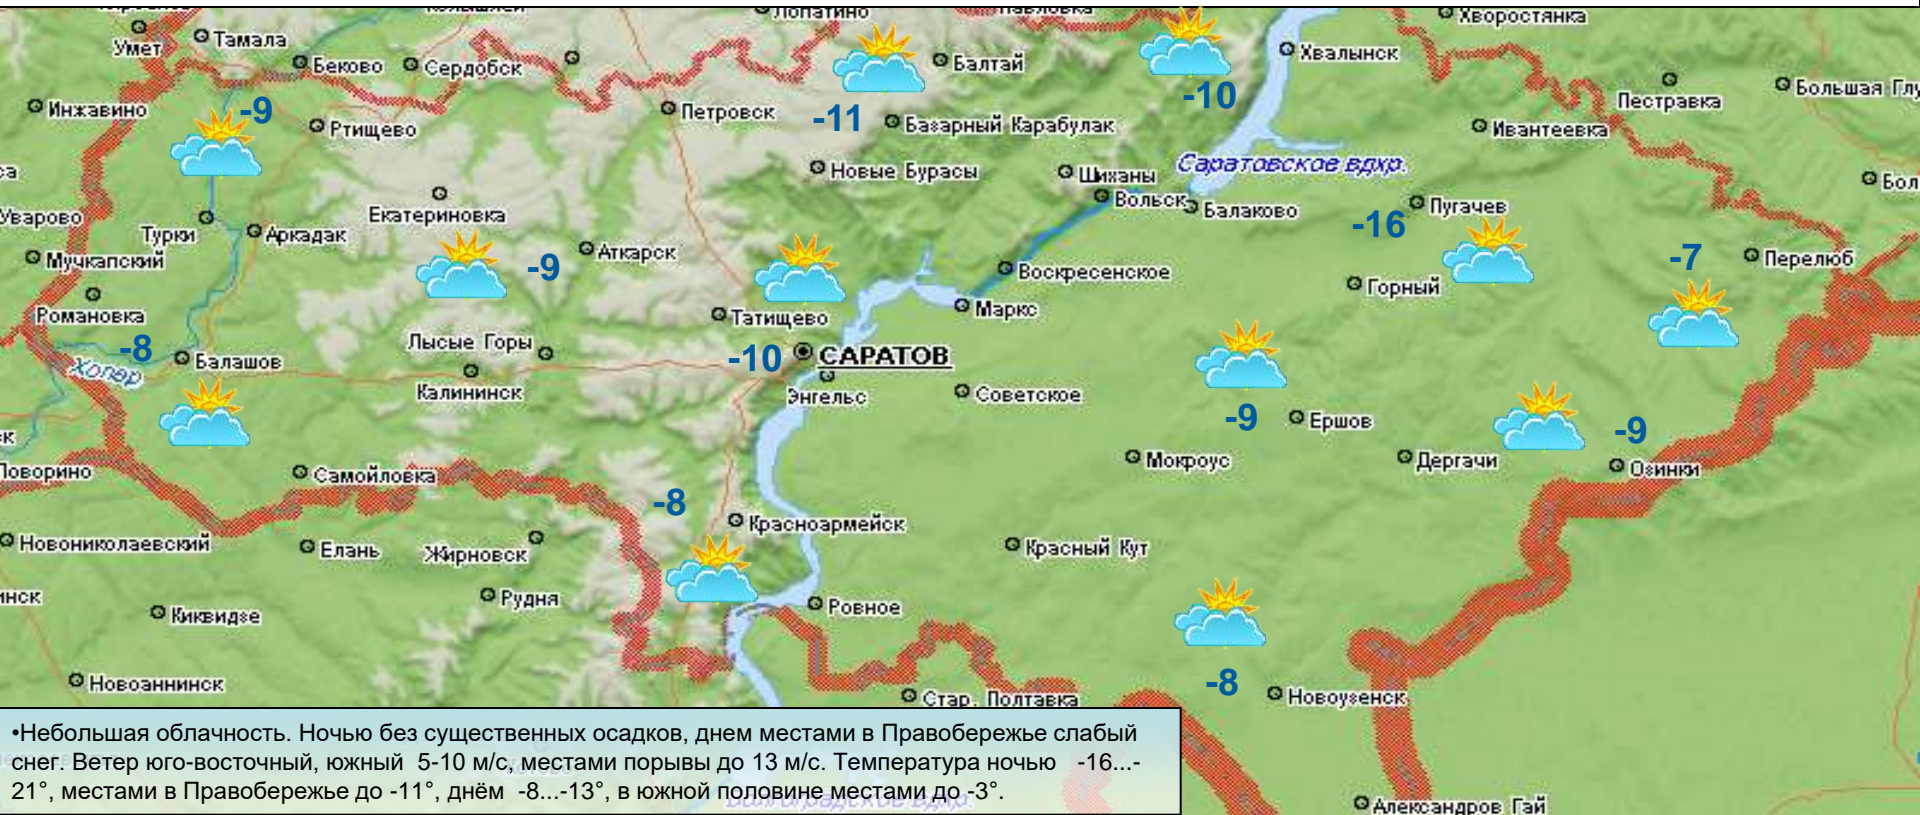 Лопатино
Хворостянка
Умет
Тамала
Беково
Сердобск
Балтай
Хвалынск
Пестравка
Большая Глу
Инжавино
-9
Ртищево
Петровск
-11
Базарный Карабулак
-10
Ивантеевка
Новые Бурасы
Шиханы
Саратовское вдхр.
Бол
Уварово
Турки
Аркадак
Екатериновка
Вольск
Балаково
-16
Пугачев
Мучкапский
-9
Аткарск
Воскресенское
Горный
-7
Перелюб
Романовка
-8
Хопер
Балашов
Лысые Горы
Калининск
Татищево
Маркс
-10
САРАТОВ
Энгельс
Советское
-9
Ершов
-9
Поворино
Самойловка
Мокроус
Дергачи
Озинки
-8
Красноармейск
Новониколаевский
Елань
Жирновск
Красный Кут
инск
Киквидзе
Рудня
Ровное
Новоаннинск
Стар. Полтавка
-8
Новоузенск
•Небольшая облачность. Ночью без существенных осадков, днем местами в Правобережье слабый
снег. Ветер юго-восточный, южный 5-10 м/с, местами порывы до 13 м/с. Температура ночью -16...-
21°, местами в Правобережье до -11°, днём -8...-13°, в южной половине местами до -3°.
Волгоградское вдхр.
Александров Гай